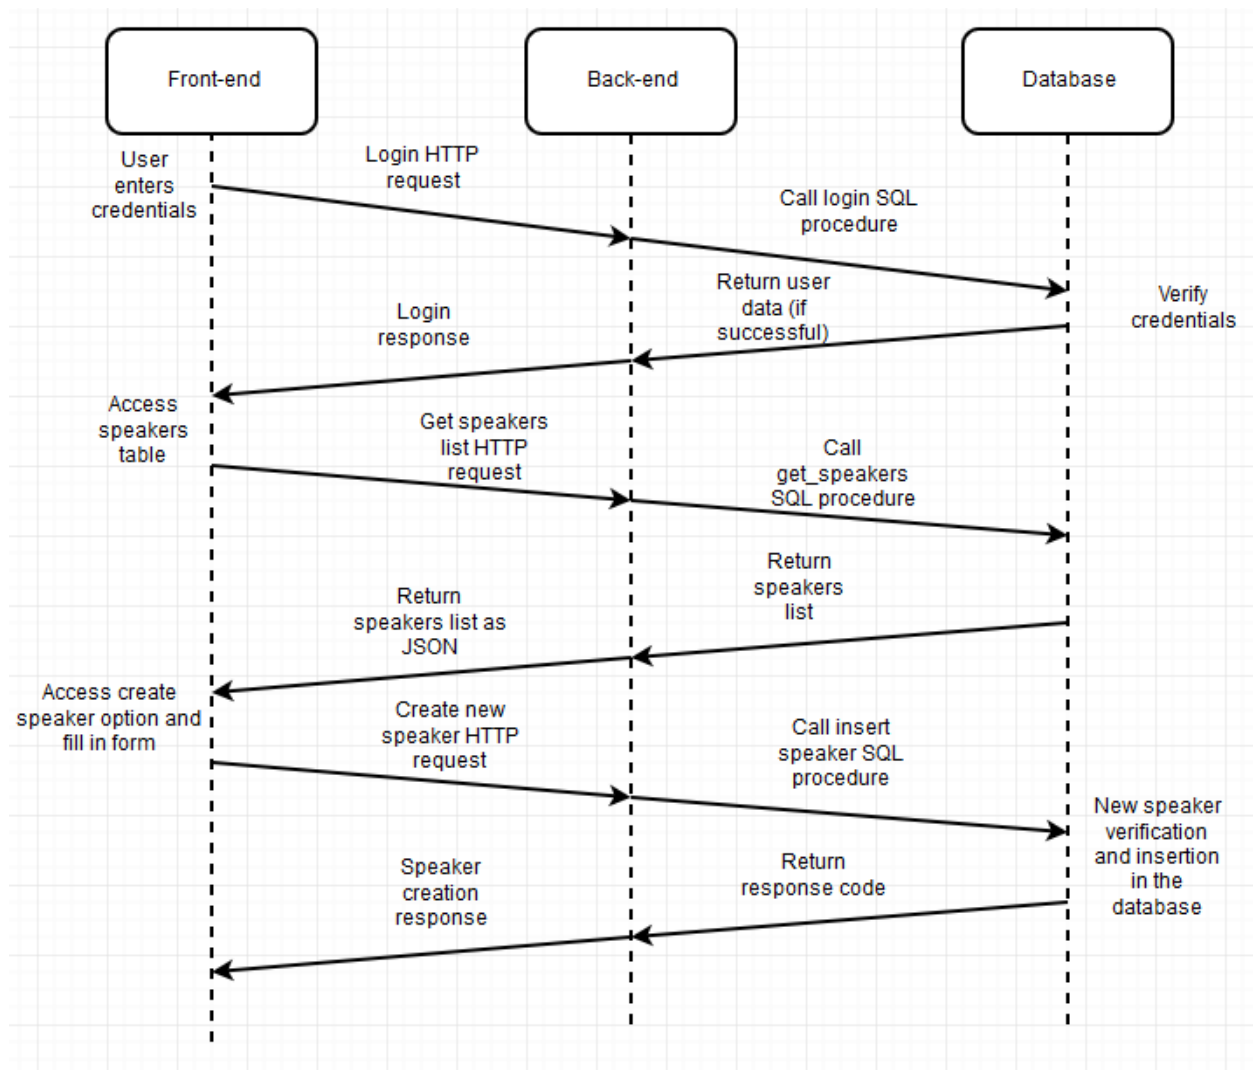 Front-end
Back-end
Database
User
enters
credentials
Login HTTP
request
Call login SQL
procedure
Return user
data (if
successful)
Verify
credentials
Login
response
Access
speakers
table
Get speakers
list HTTP
request
Call
get_speakers
SQL procedure
Return
speakers
list
Return
speakers list as
JSON
Access create
speaker option and
fill in form
Create new
speaker HTTP
request
Call insert
speaker SQL
procedure
New speaker
verification
and insertion
in the
database
Return
response code
Speaker
creation
response